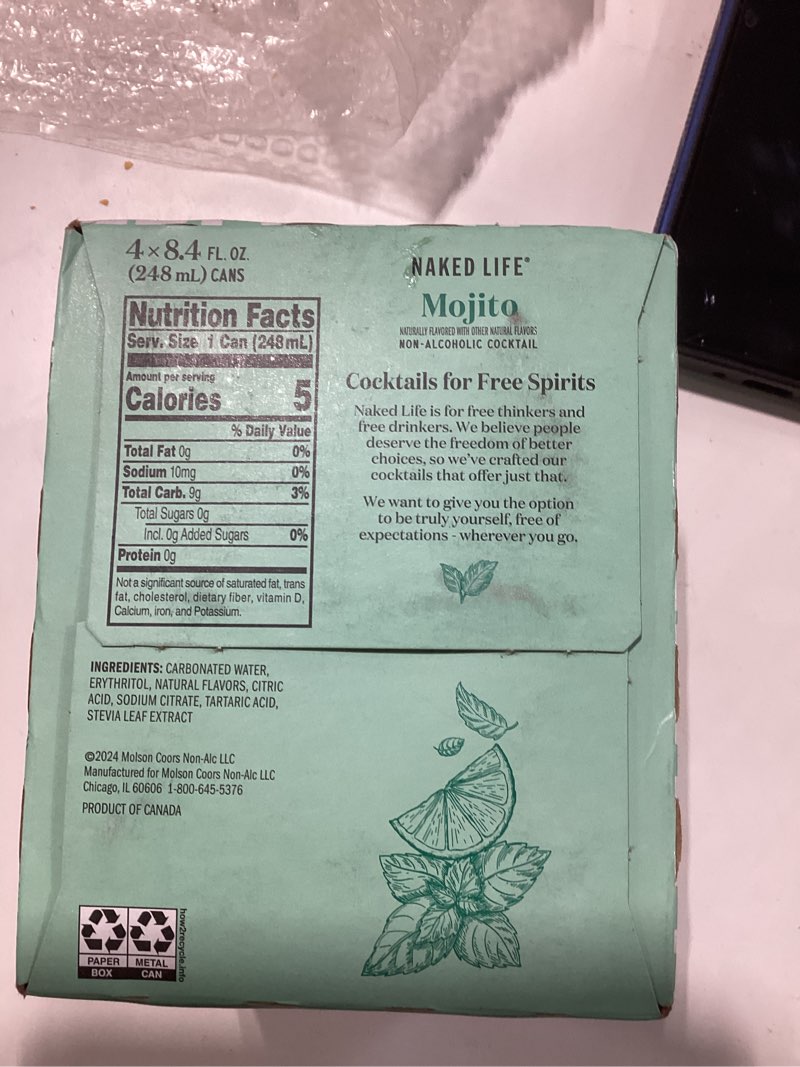 4×8.4 FL. OZ.
(248 mL) CANS
Nutrition Facts
Serv. Size 1 Can (248mL)
Amount per serving
Calories 5
% Daily Value
Total Fat 0g 0%
Sodium 10mg 0%
Total Carb. 9g 3%
Total Sugars 0g
Incl. 0g Added Sugars 0%
Protein 0g
Not a significant source of saturated fat, trans
fat, cholesterol, dietary fiber, vitamin D,
Calcium, iron, and Potassium.
NAKED LIFE®
Mojito
NATURALLY FLAVORED WITH OTHER NATURAL FLAVORS
NON-ALCOHOLIC COCKTAIL
Cocktails for Free Spirits
Naked Life is for free thinkers and
free drinkers. We believe people
deserve the freedom of better
choices, so we've crafted our
cocktails that offer just that.
We want to give you the option
to be truly yourself, free of
expectations - wherever you go.
INGREDIENTS: CARBONATED WATER,
ERYTHRITOL, NATURAL FLAVORS, CITRIC
ACID, SODIUM CITRATE, TARTARIC ACID,
STEVIA LEAF EXTRACT
©2024 Molson Coors Non-Alc LLC
Manufactured for Molson Coors Non-Alc LLC
Chicago, IL 60606 1-800-645-5376
PRODUCT OF CANADA
PAPER METAL
BOX CAN
how2recycle.info